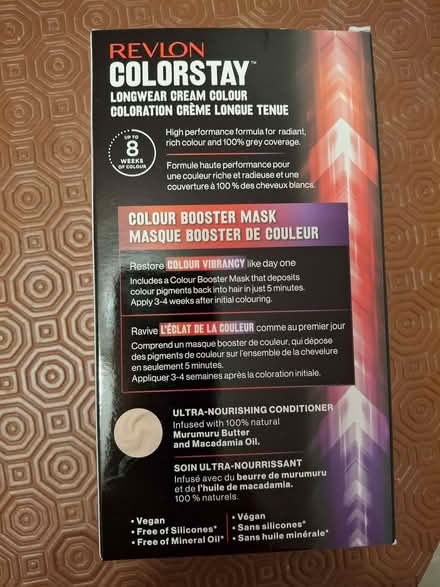 REVLON
COLORSTAY™
LONGWEAR CREAM COLOUR
COLORATION CRÈME LONGUE TENUE
UP TO
8
WEEKS
OF COLOUR
High performance formula for radiant,
rich colour and 100% grey coverage.
Formule haute performance pour
une couleur riche et radieuse et une
couverture à 100 % des cheveux blancs.
COLOUR BOOSTER MASK
MASQUE BOOSTER DE COULEUR
Restore COLOUR VIBRANCY like day one
Includes a Colour Booster Mask that deposits
colour pigments back into hair in just 5 minutes.
Apply 3-4 weeks after initial colouring.
Ravive L'ÉCLAT DE LA COULEUR comme au premier jour
Comprend un masque booster de couleur, qui dépose
des pigments de couleur sur l'ensemble de la chevelure
en seulement 5 minutes.
Appliquer 3-4 semaines après la coloration initiale.
ULTRA-NOURISHING CONDITIONER
Infused with 100% natural
Murumuru Butter
and Macadamia Oil.
SOIN ULTRA-NOURRISSANT
Infusé avec du beurre de murumuru
et de l'huile de macadamia.
100 % naturels.
• Vegan
• Free of Silicones*
• Free of Mineral Oil*
• Végan
• Sans silicones*
• Sans huile minérale*